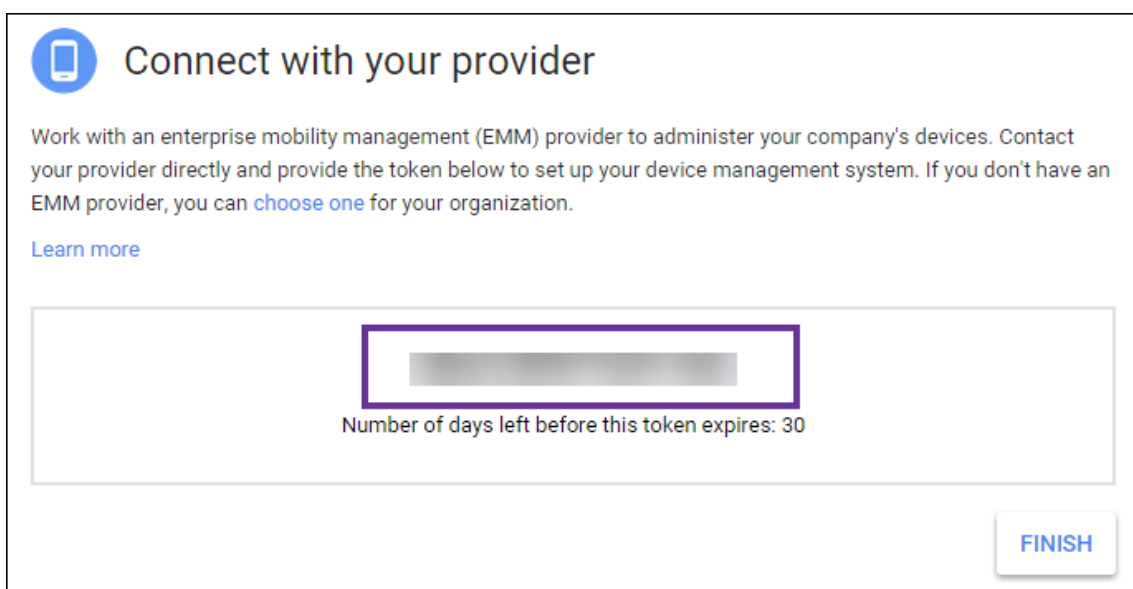 Connect with your provider
Work with an enterprise mobility management (EMM) provider to administer your company's devices. Contact
your provider directly and provide the token below to set up your device management system. If you don't have an
EMM provider, you can choose one for your organization.
Learn more
Number of days left before this token expires: 30
FINISH